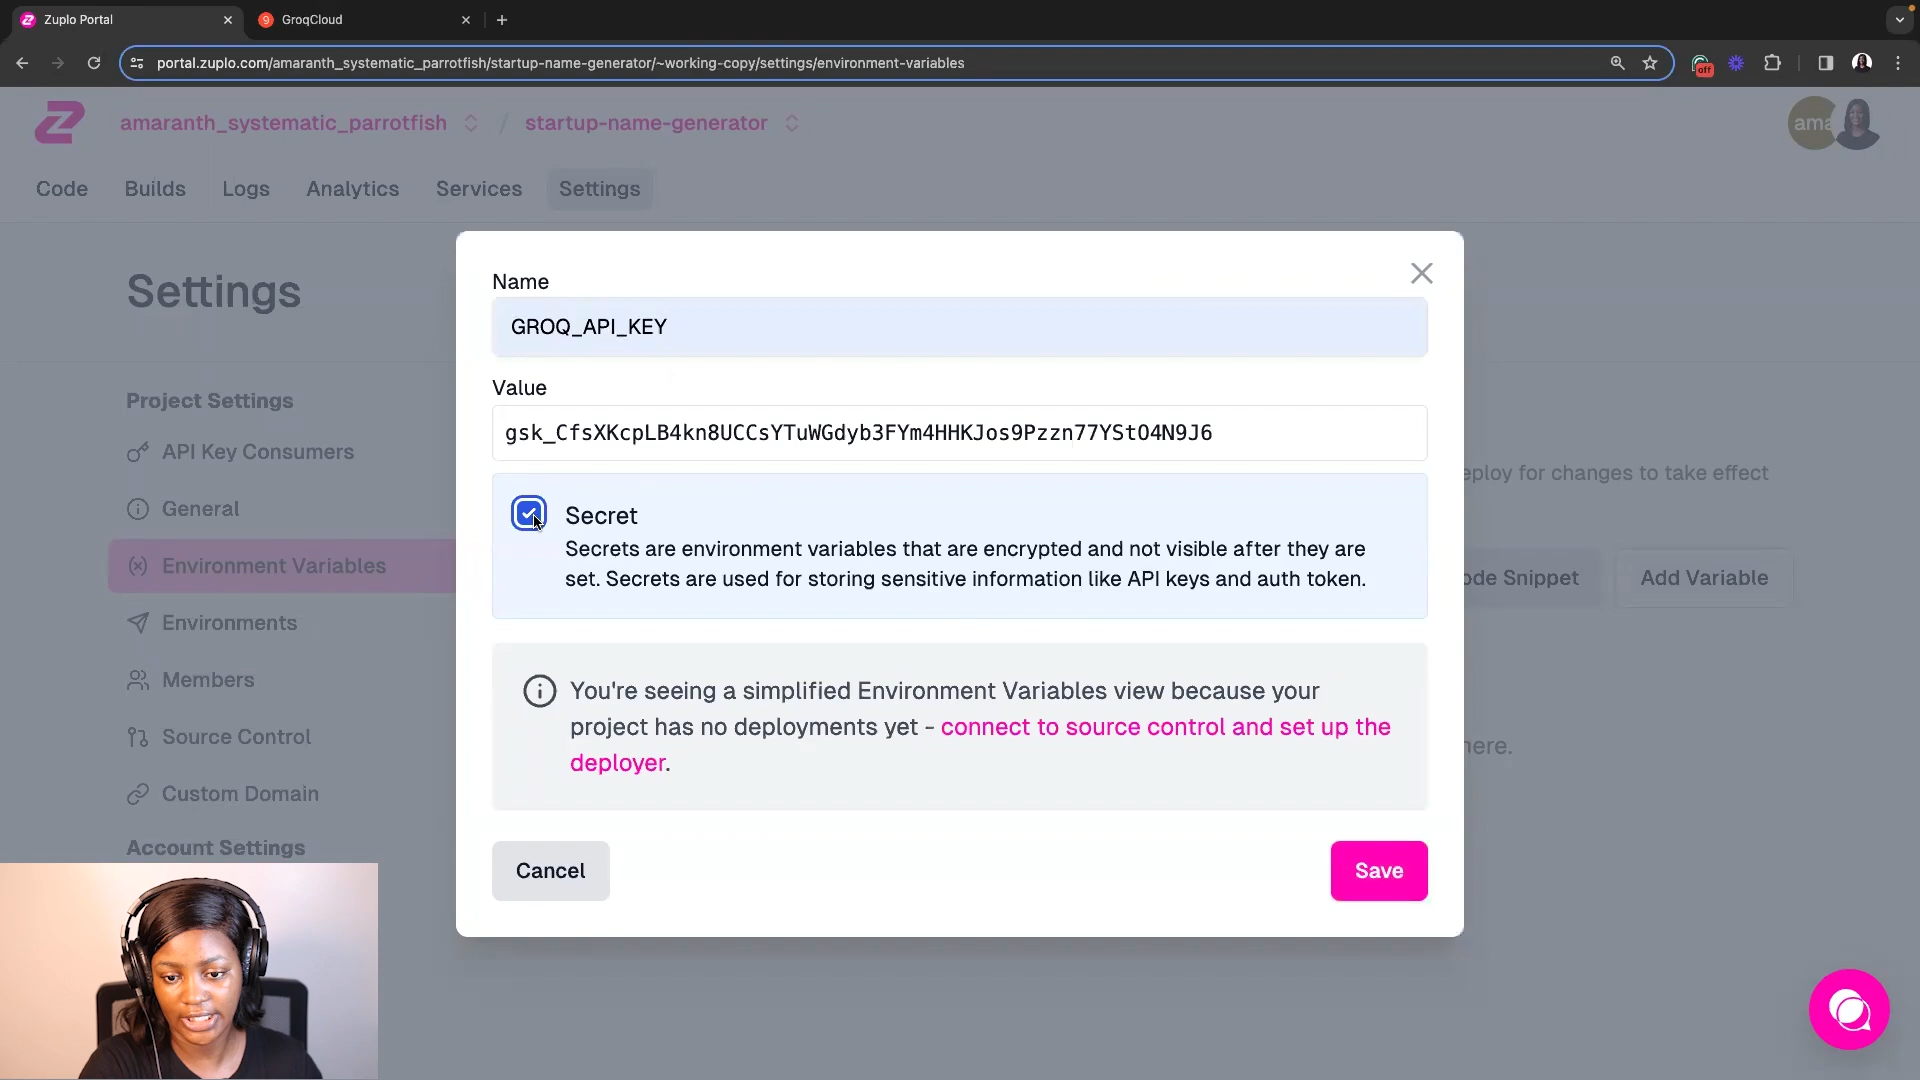 Zuplo Portal
GroqCloud
portal.zuplo.com/amaranth_systematic_parrotfish/startup-name-generator/~working-copy/settings/environment-variables
off
amaranth_systematic_parrotfish / startup-name-generator
ama
Code Builds Logs Analytics Services Settings
Settings
Project Settings
API Key Consumers
General
Environment Variables
Environments
Members
Source Control
Custom Domain
Account Settings
Name
GROQ_API_KEY
Value
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
Secret
Secrets are environment variables that are encrypted and not visible after they are
set. Secrets are used for storing sensitive information like API keys and auth token.
You're seeing a simplified Environment Variables view because your
project has no deployments yet - connect to source control and set up the
deployer.
Cancel
Save
eploy for changes to take effect
ode Snippet
Add Variable
here.